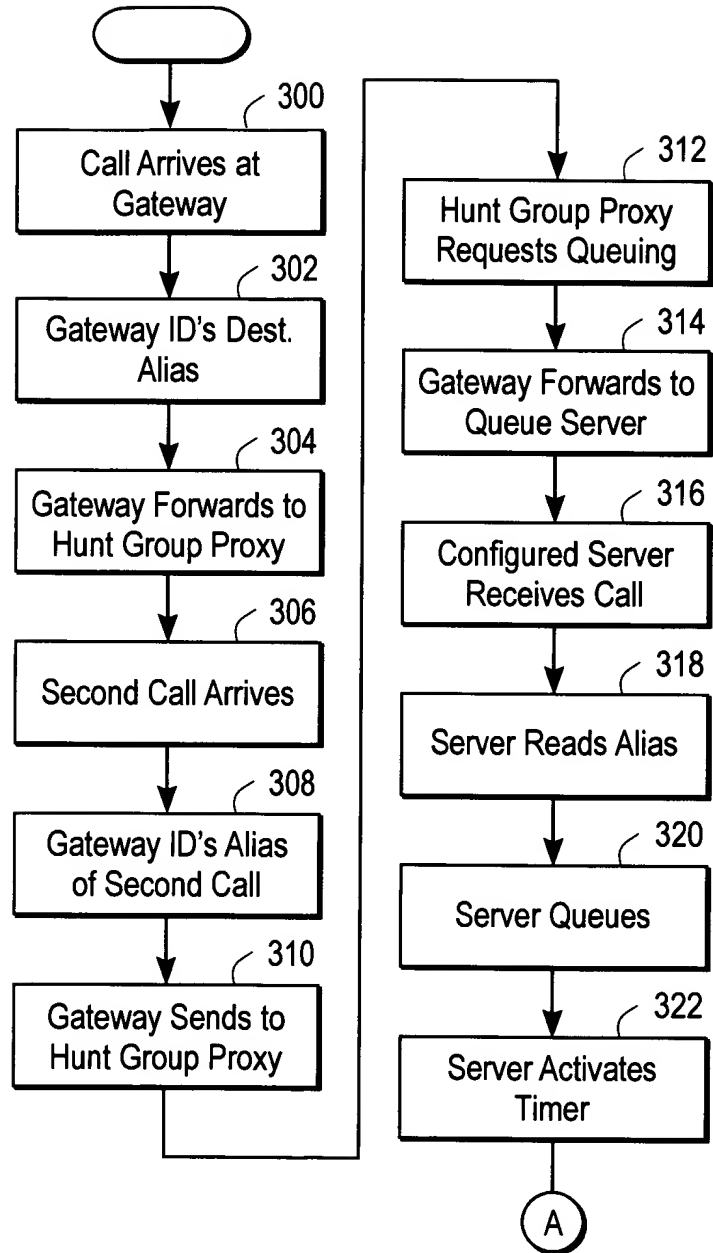 300
Call Arrives at
Gateway
302
Gateway ID's Dest.
Alias
304
Gateway Forwards to
Hunt Group Proxy
306
Second Call Arrives
308
Gateway ID's Alias
of Second Call
310
Gateway Sends to
Hunt Group Proxy
312
Hunt Group Proxy
Requests Queuing
314
Gateway Forwards to
Queue Server
316
Configured Server
Receives Call
318
Server Reads Alias
320
Server Queues
322
Server Activates
Timer
A